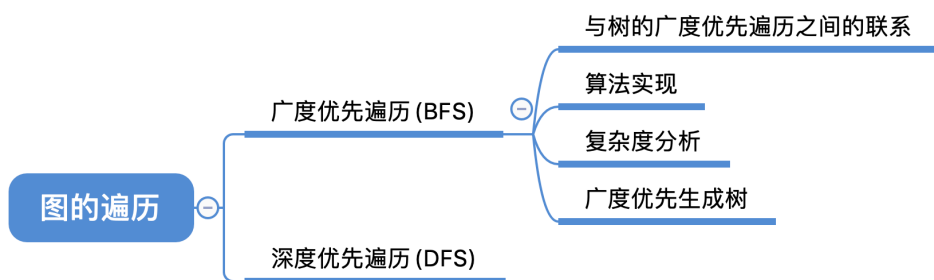 图的遍历
广度优先遍历(BFS)
与树的广度优先遍历之间的联系
算法实现
复杂度分析
广度优先生成树
深度优先遍历(DFS)